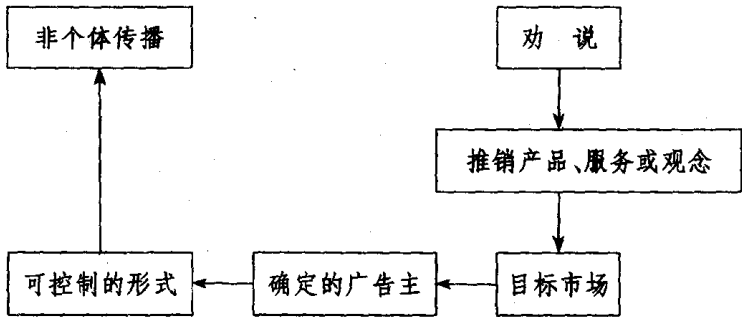 非个体传播
劝 说
推销产品、服务或观念
可控制的形式
确定的广告主
目标市场